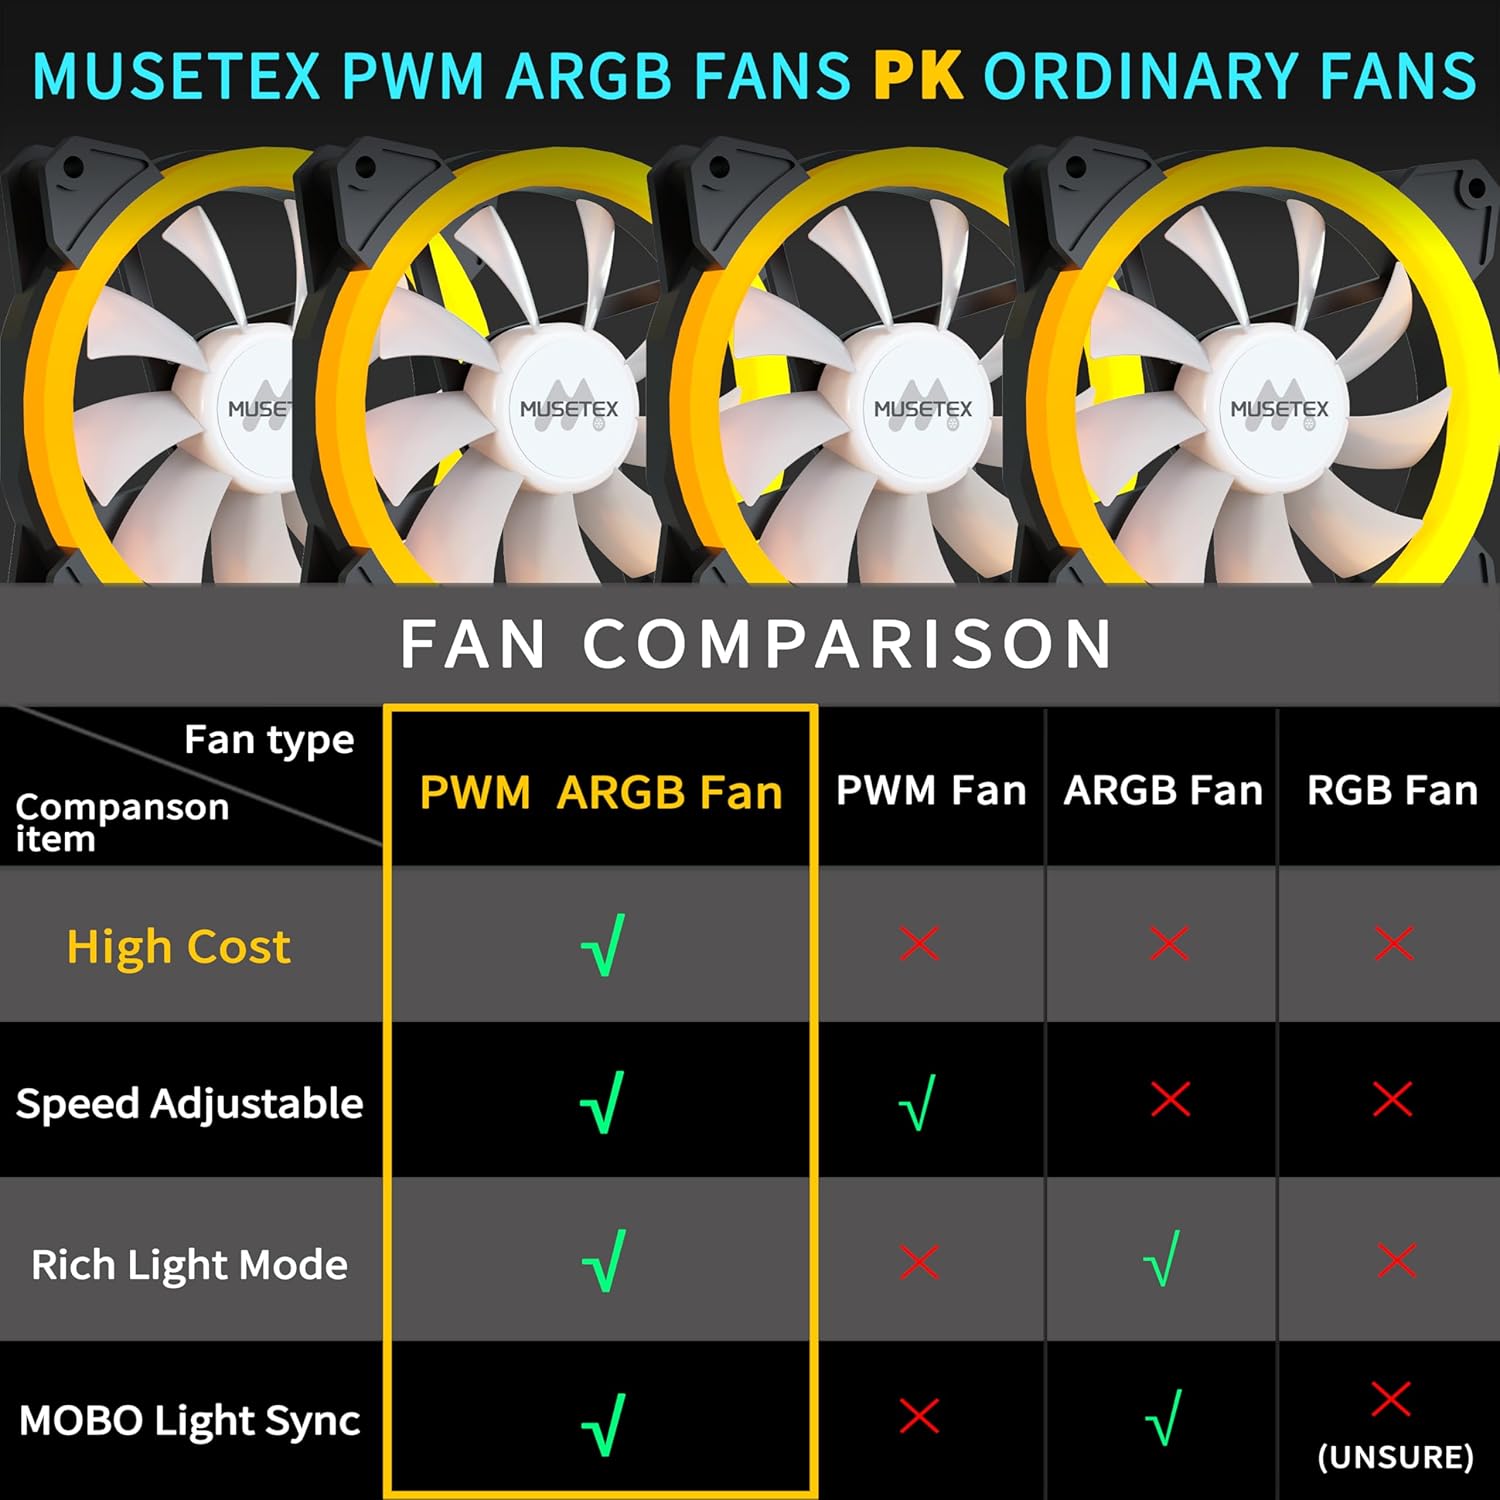 MUSETEX PWM ARGB FANS PK ORDINARY FANS
MUSET
MUSETEX
MUSETEX
MUSETEX
FAN COMPARISON
Fan type
Companson
item
PWM ARGB Fan
PWM Fan
ARGB Fan
RGB Fan
High Cost
√
×
×
×
Speed Adjustable
√
√
×
×
Rich Light Mode
√
×
√
×
MOBO Light Sync
√
×
√
×
(UNSURE)